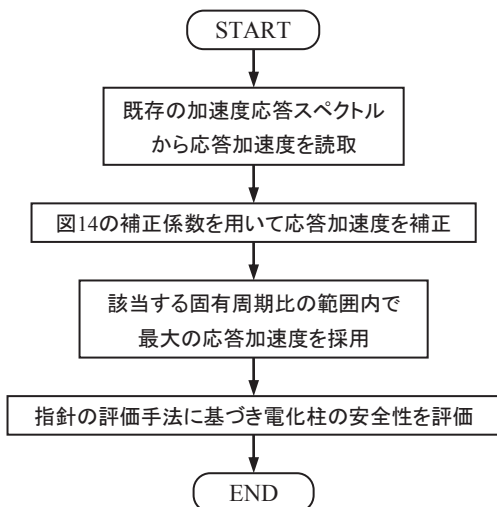 START
既存の加速度応答スペクトル
から応答加速度を読取
図14の補正係数を用いて応答加速度を補正
該当する固有周期比の範囲内で
最大の応答加速度を採用
指針の評価手法に基づき電化柱の安全性を評価
END